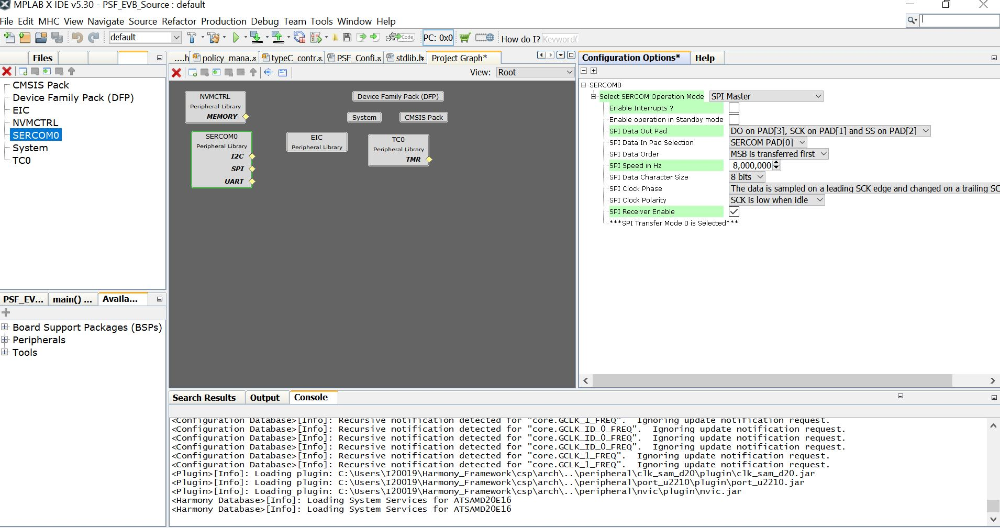 MPLAB X IDE v5.30 - PSF_EVB_Source : default
File Edit MHC View Navigate Source Refactor Production Debug Team Tools Window Help
default
PC: 0x0
How do I?
Keyword(
Files
....h
policy_mana.
typeC_contr.
PSF_Confi.
stdlib.h
Project Graph*
Configuration Options*
Help
View: Root
CMSIS Pack
Device Family Pack (DFP)
EIC
NVMCTRL
SERCOM0
System
TC0
NVMCTRL
Peripheral Library
MEMORY
Device Family Pack (DFP)
System
CMSIS Pack
SERCOM0
Peripheral Library
I2C
SPI
UART
EIC
Peripheral Library
TC0
Peripheral Library
TMR
SERCOM0
Select SERCOM Operation Mode SPI Master
Enable Interrupts ?
Enable operation in Standby mode
SPI Data Out Pad DO on PAD[3], SCK on PAD[1] and SS on PAD[2]
SPI Data In Pad Selection SERCOM PAD[0]
SPI Data Order MSB is transferred first
SPI Speed in Hz 8,000,000
SPI Data Character Size 8 bits
SPI Clock Phase The data is sampled on a leading SCK edge and changed on a trailing SC
SPI Clock Polarity SCK is low when idle
SPI Receiver Enable
***SPI Transfer Mode 0 is Selected***
PSF_EV...
main() ...
Availa...
Board Support Packages (BSPs)
Peripherals
Tools
Search Results
Output
Console
<Configuration Database>[Info]: Recursive notification detected for "core.GCLK_1_FREQ". Ignoring update notification request.
<Configuration Database>[Info]: Recursive notification detected for "core.GCLK_ID_0_FREQ". Ignoring update notification request.
<Configuration Database>[Info]: Recursive notification detected for "core.GCLK_ID_0_FREQ". Ignoring update notification request.
<Configuration Database>[Info]: Recursive notification detected for "core.GCLK_ID_0_FREQ". Ignoring update notification request.
<Configuration Database>[Info]: Recursive notification detected for "core.GCLK_1_FREQ". Ignoring update notification request.
<Configuration Database>[Info]: Recursive notification detected for "core.GCLK_1_FREQ". Ignoring update notification request.
<Plugin>[Info]: Loading plugin: C:\Users\I20019\Harmony_Framework\csp\arch\..\peripheral\clk_sam_d20\plugin\clk_sam_d20.jar
<Plugin>[Info]: Loading plugin: C:\Users\I20019\Harmony_Framework\csp\arch\..\peripheral\port_u2210\plugin\port_u2210.jar
<Plugin>[Info]: Loading plugin: C:\Users\I20019\Harmony_Framework\csp\arch\..\peripheral\nvic\plugin\nvic.jar
<Harmony Database>[Info]: Loading System Services for ATSAMD20E16
<Harmony Database>[Info]: Loading System Services for ATSAMD20E16